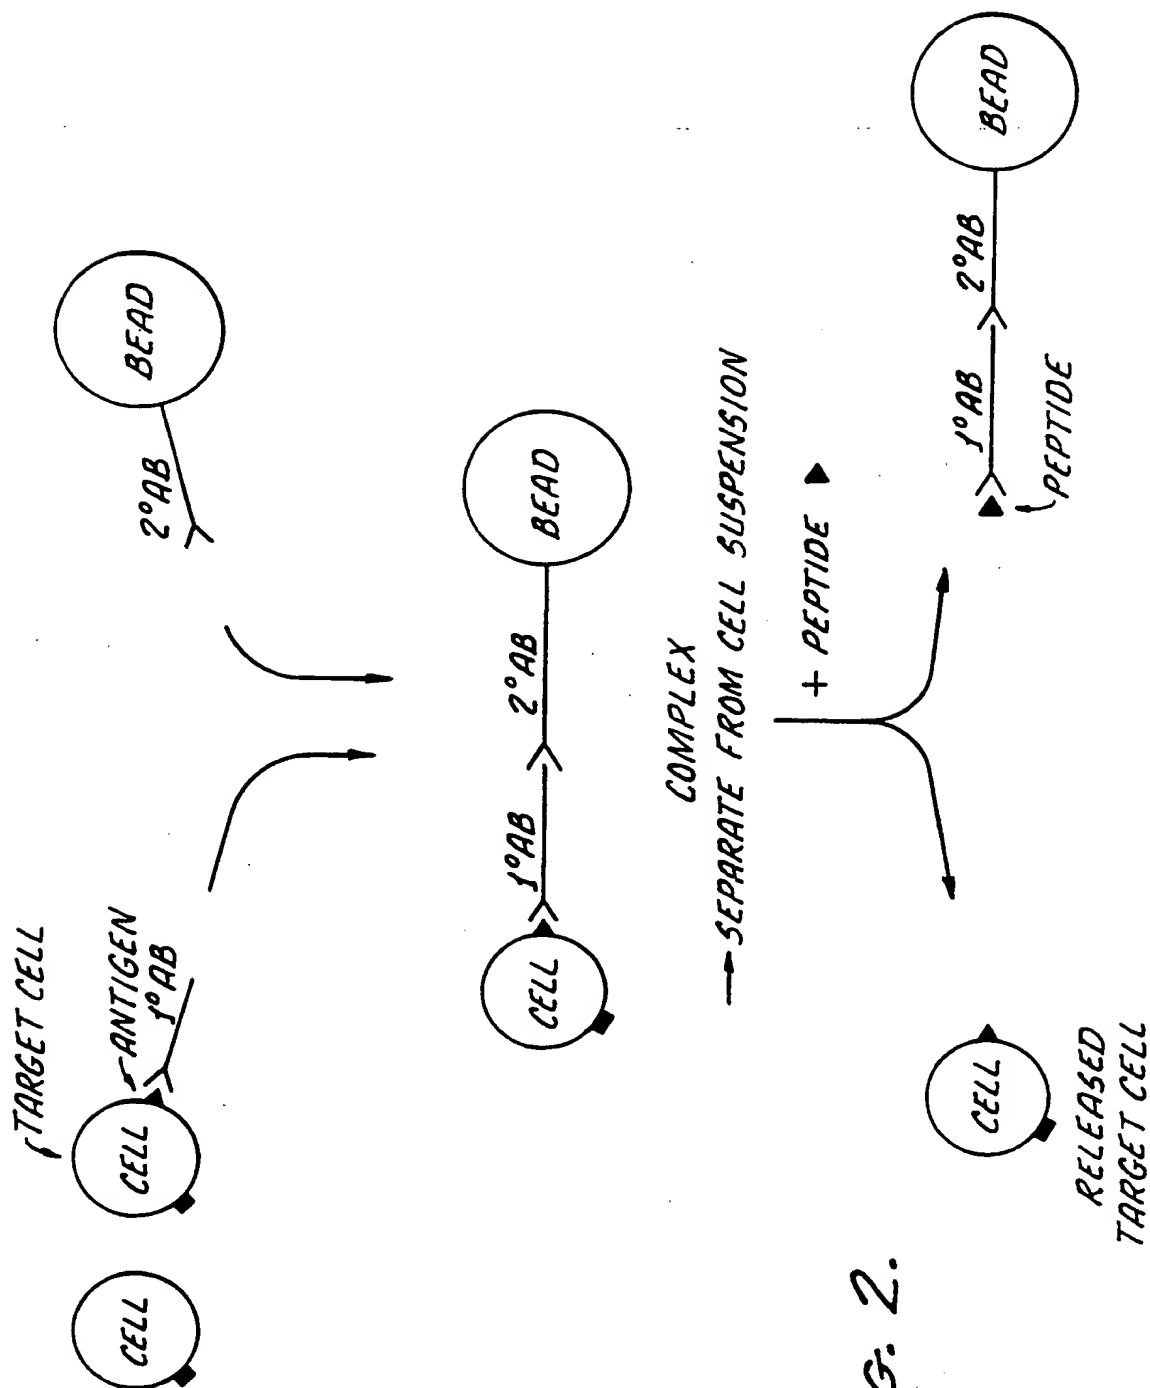 TARGET CELL
ANTIGEN
1°AB
CELL
CELL
2°AB
BEAD
CELL
1°AB
2°AB
BEAD
COMPLEX
→ SEPARATE FROM CELL SUSPENSION
+ PEPTIDE ▲
CELL
RELEASED
TARGET CELL
1°AB
2°AB
BEAD
PEPTIDE
G. 2.